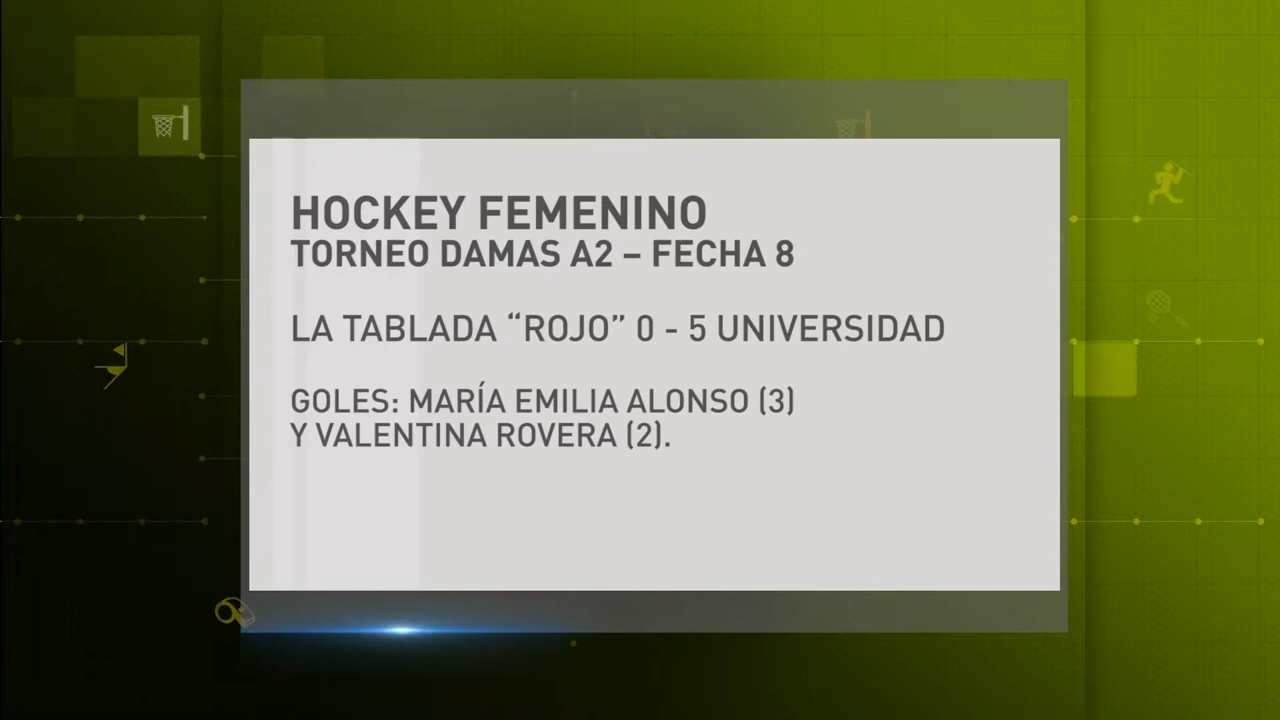 HOCKEY FEMENINO
TORNEO DAMAS A2 – FECHA 8
LA TABLADA “ROJO” 0 - 5 UNIVERSIDAD
GOLES: MARÍA EMILIA ALONSO (3)
Y VALENTINA ROVERA (2).